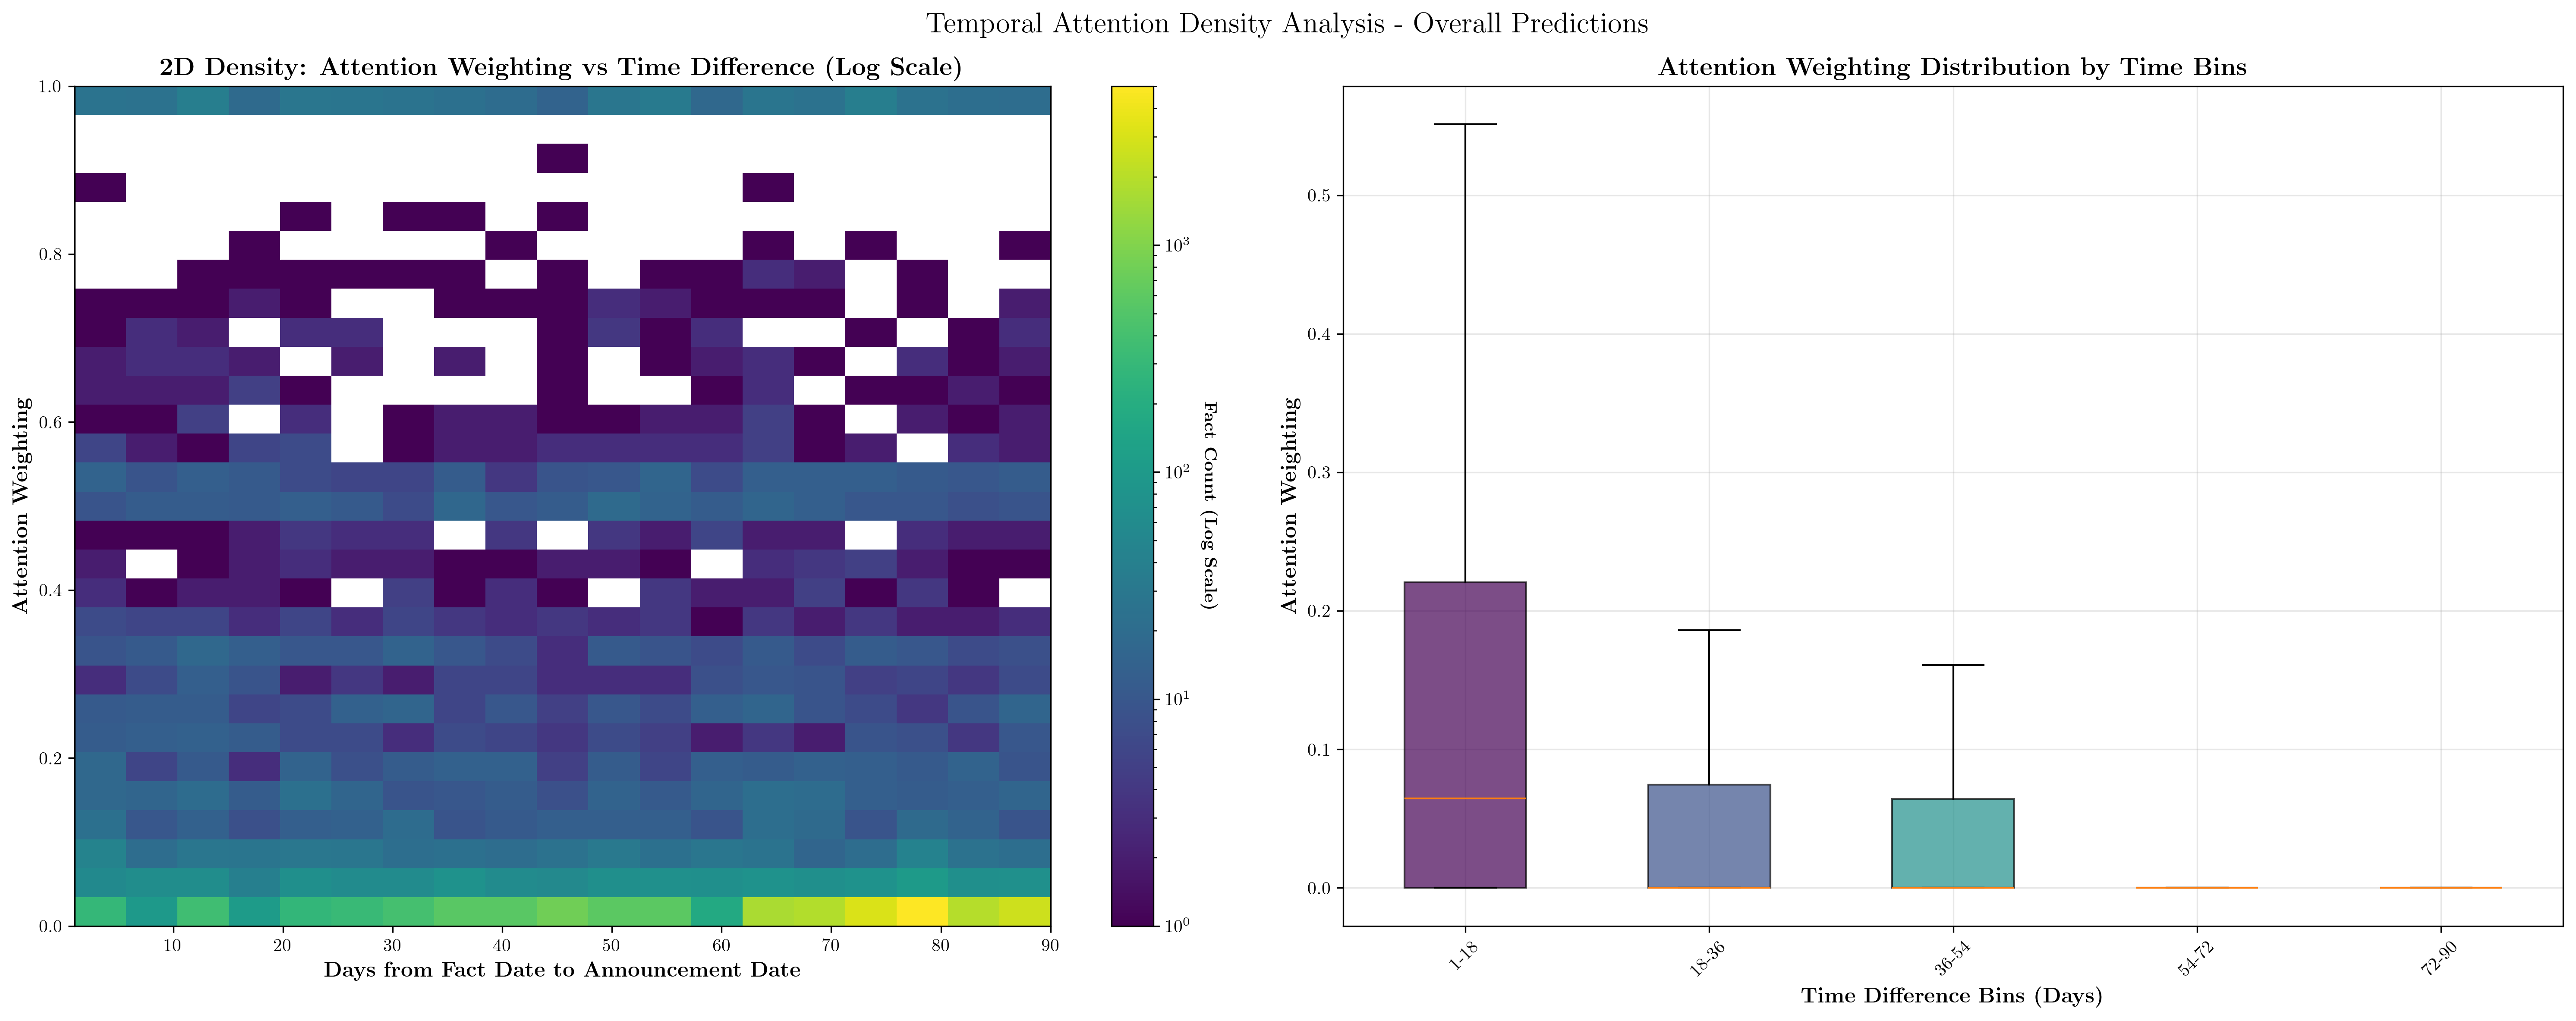 Temporal Attention Density Analysis - Overall Predictions
2D Density: Attention Weighting vs Time Difference (Log Scale)
1.0
0.8
0.6
0.4
0.2
0.0
Attention Weighting
10 20 30 40 50 60 70 80 90
Days from Fact Date to Announcement Date
10³
10²
10¹
10⁰
Fact Count (Log Scale)
Attention Weighting Distribution by Time Bins
0.5
0.4
0.3
0.2
0.1
0.0
Attention Weighting
1-18 18-36 36-54 54-72 72-90
Time Difference Bins (Days)